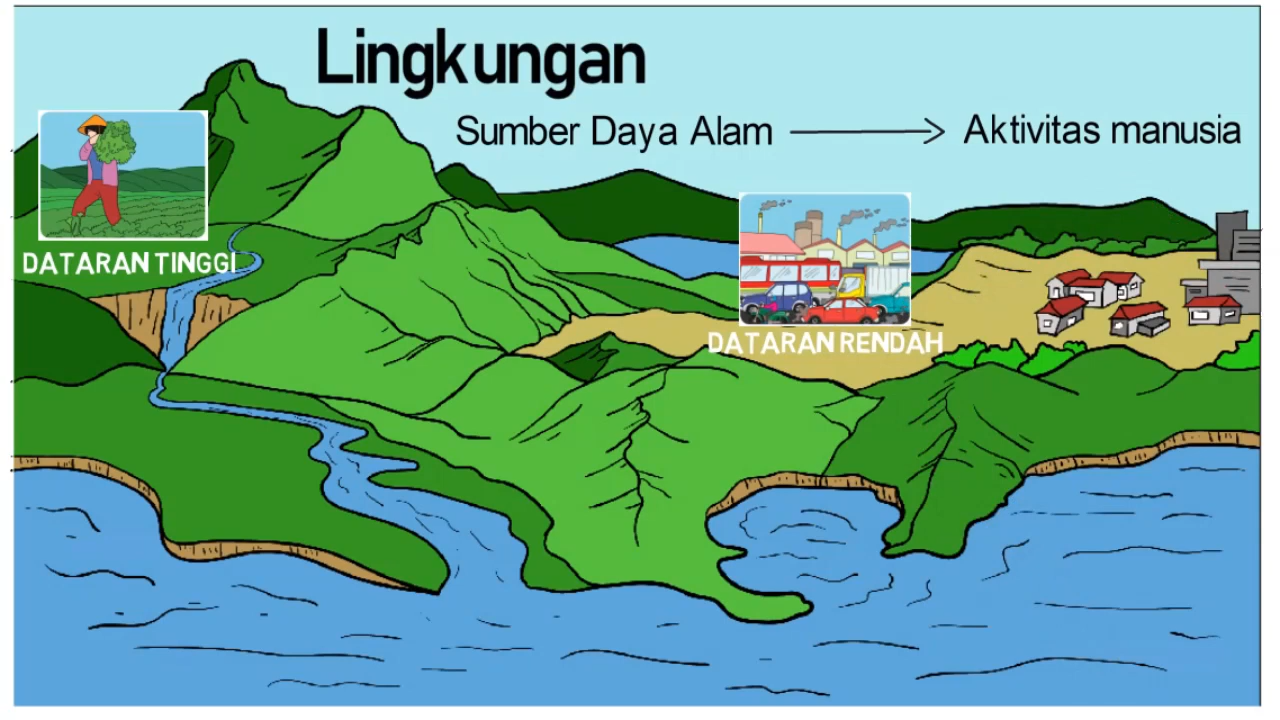 Lingkungan
Sumber Daya Alam → Aktivitas manusia
DATARAN TINGGI
DATARAN RENDAH